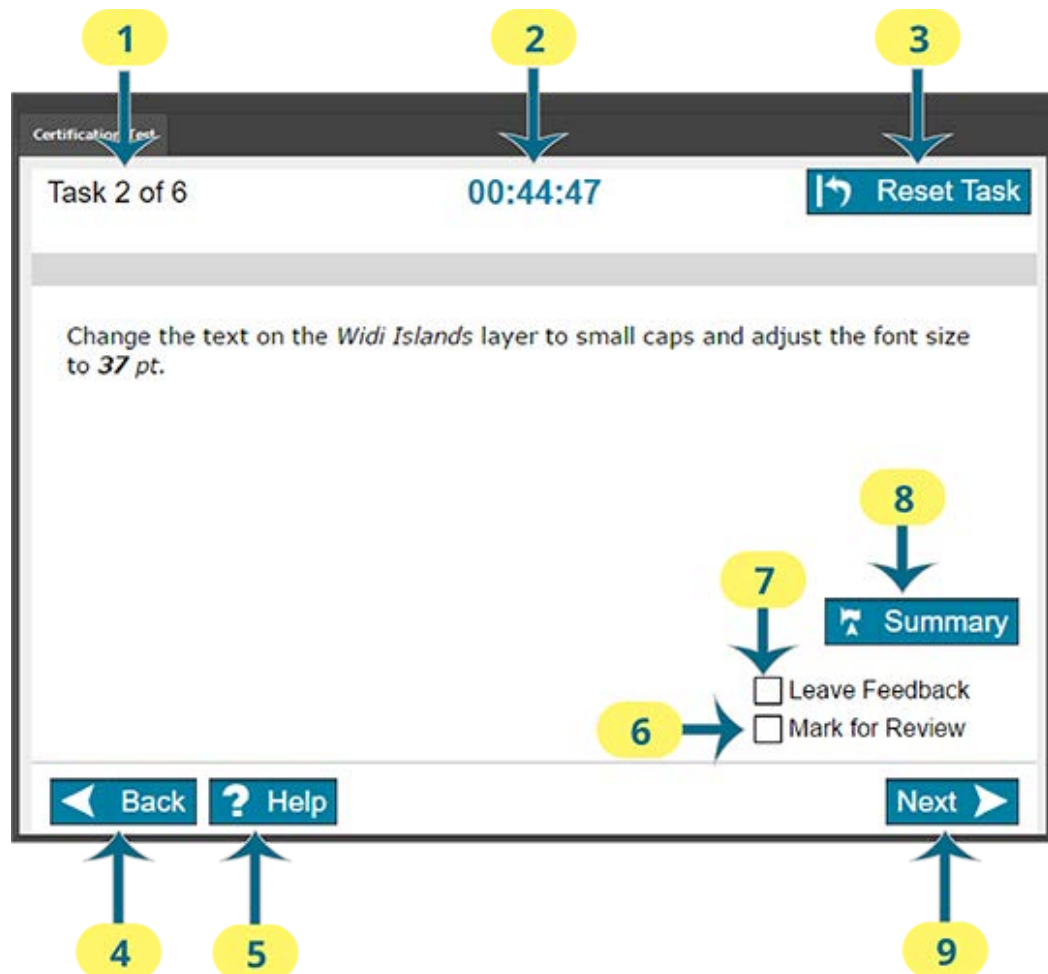 1 2 3
Certification Test
Task 2 of 6 00:44:47 Reset Task
Change the text on the Widi Islands layer to small caps and adjust the font size
to 37 pt.
8
7
Summary
Leave Feedback
6 Mark for Review
Back ? Help Next
4 5 9